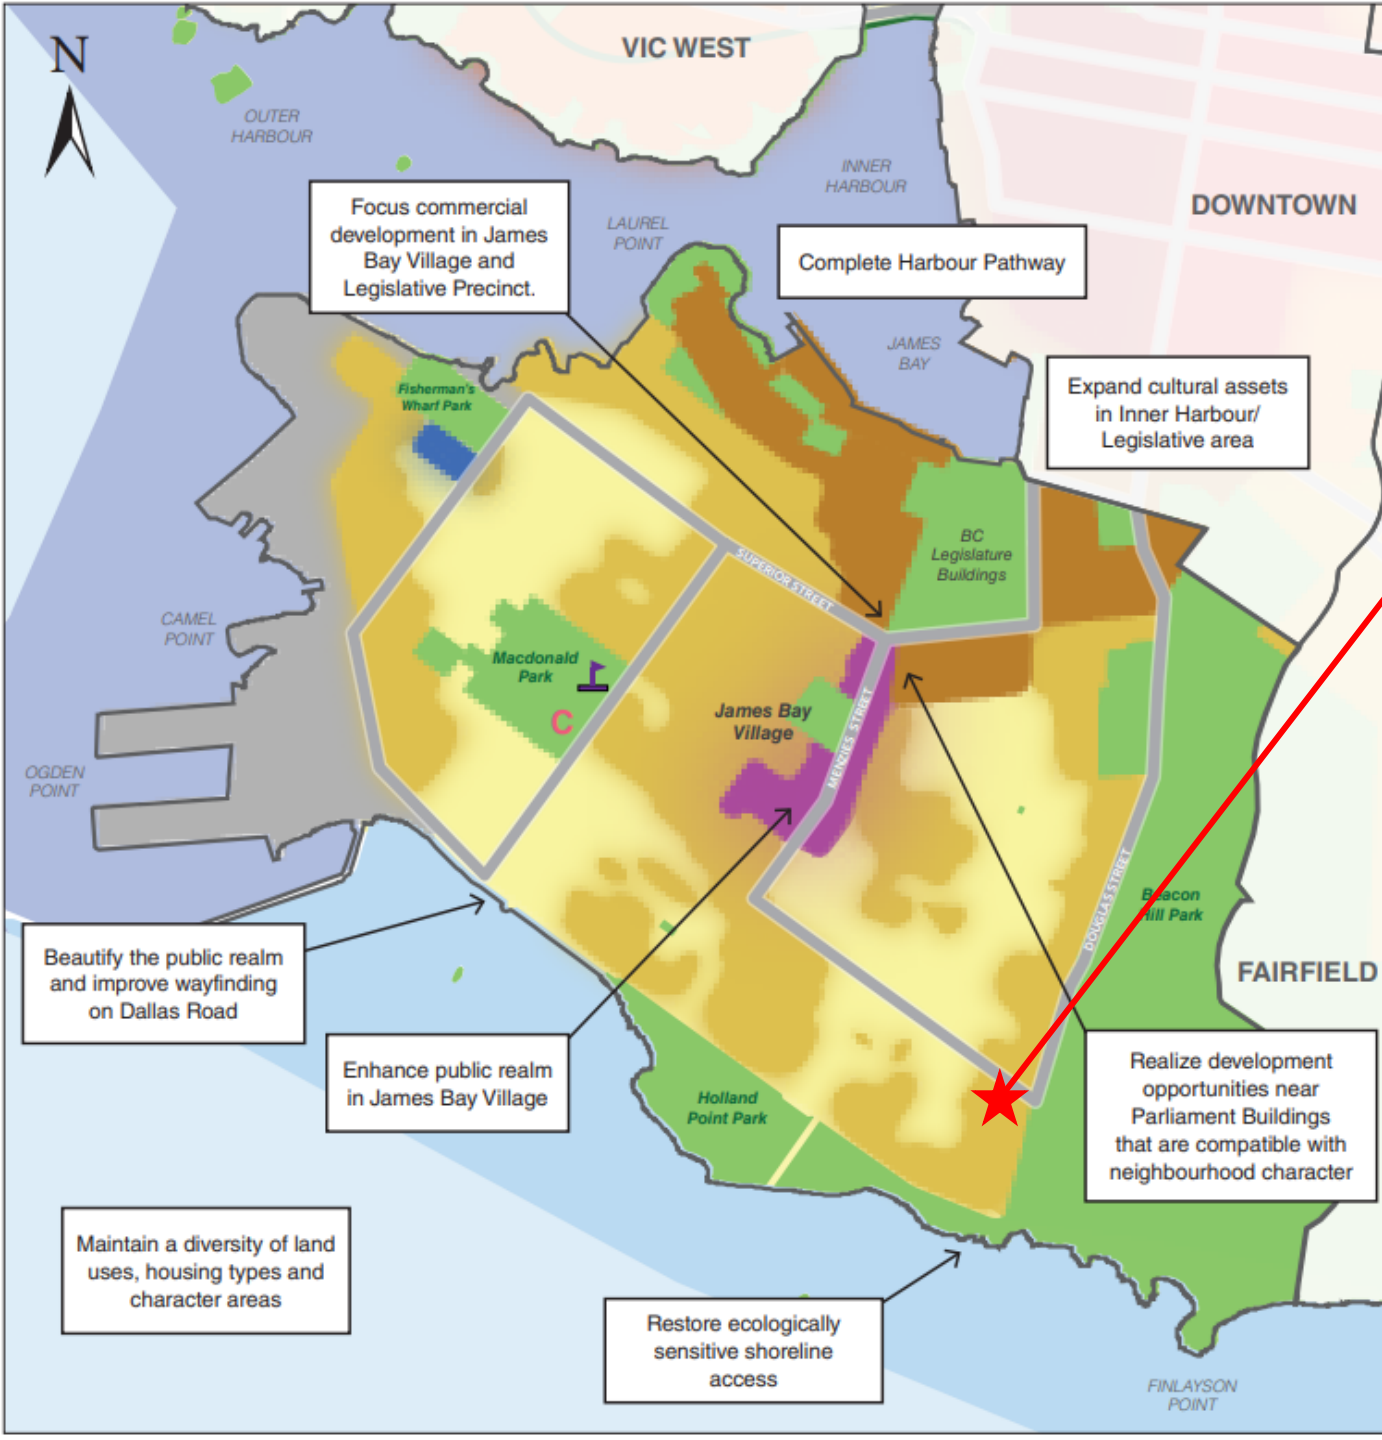 N
VIC WEST
OUTER
HARBOUR
INNER
HARBOUR
DOWNTOWN
Focus commercial
development in James
Bay Village and
Legislative Precinct.
LAUREL
POINT
Complete Harbour Pathway
JAMES
BAY
Expand cultural assets
in Inner Harbour/
Legislative area
Fisherman's
Wharf Park
BC
Legislature
Buildings
SUPERIOR STREET
CAMEL
POINT
Macdonald
Park
C
James Bay
Village
MENZIES STREET
OGDEN
POINT
DOUGLAS STREET
Beacon
Hill Park
FAIRFIELD
Beautify the public realm
and improve wayfinding
on Dallas Road
Enhance public realm
in James Bay Village
Holland
Point Park
Realize development
opportunities near
Parliament Buildings
that are compatible with
neighbourhood character
Maintain a diversity of land
uses, housing types and
character areas
Restore ecologically
sensitive shoreline
access
FINLAYSON
POINT